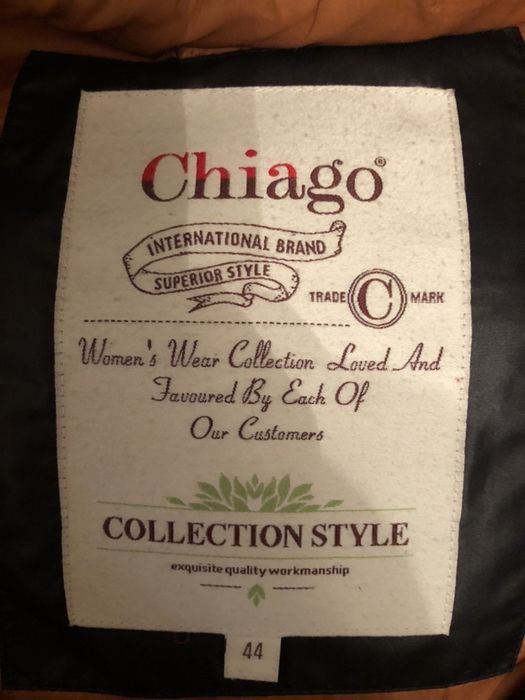 Chiago®
INTERNATIONAL BRAND
SUPERIOR STYLE
TRADE C MARK
Women's Wear Collection Loved And
Favoured By Each Of
Our Customers
COLLECTION STYLE
exquisite quality workmanship
44